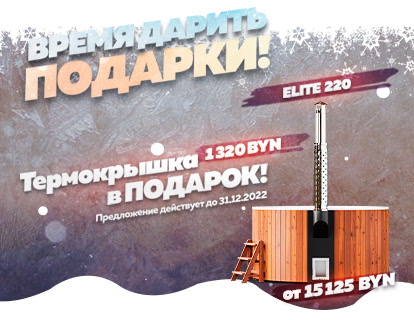 ВРЕМЯ ДАРИТЬ
ПОДАРКИ!
ELITE 220
1 320 BYN
Термокрышка
в ПОДАРОК!
Предложение действует до 31.12.2022
от 15 125 BYN